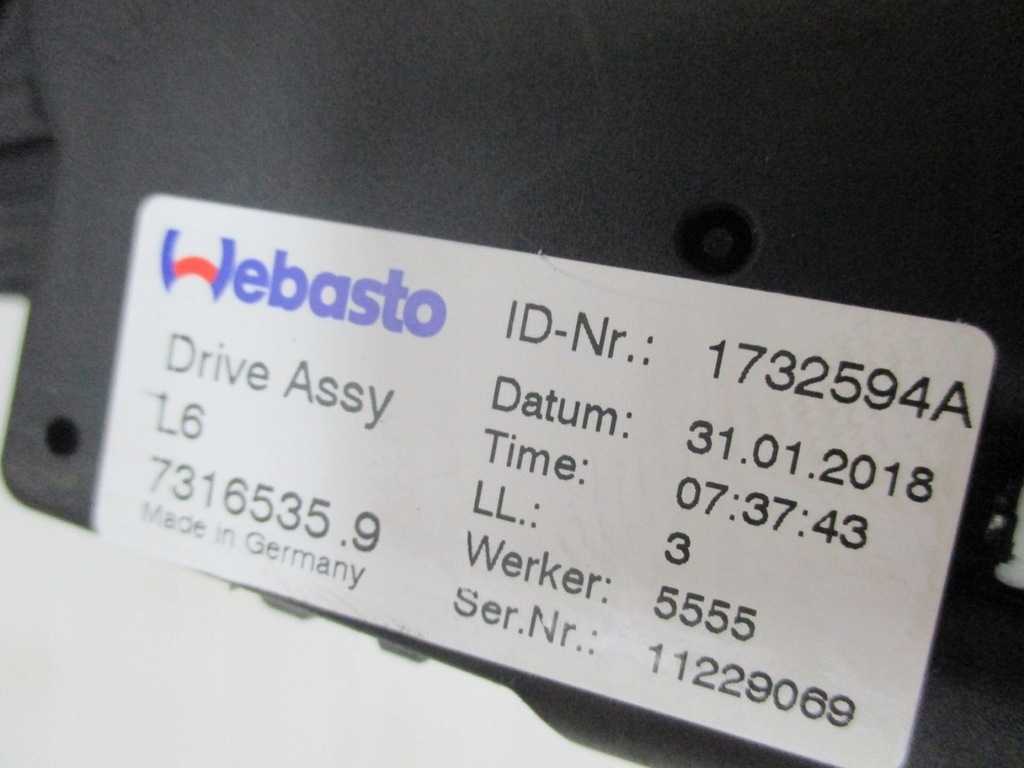 Webasto
Drive Assy
L6
7316535.9
Made in Germany
ID-Nr.: 1732594A
Datum: 31.01.2018
Time: 07:37:43
LL.: 3
Werker: 5555
Ser.Nr.: 11229069